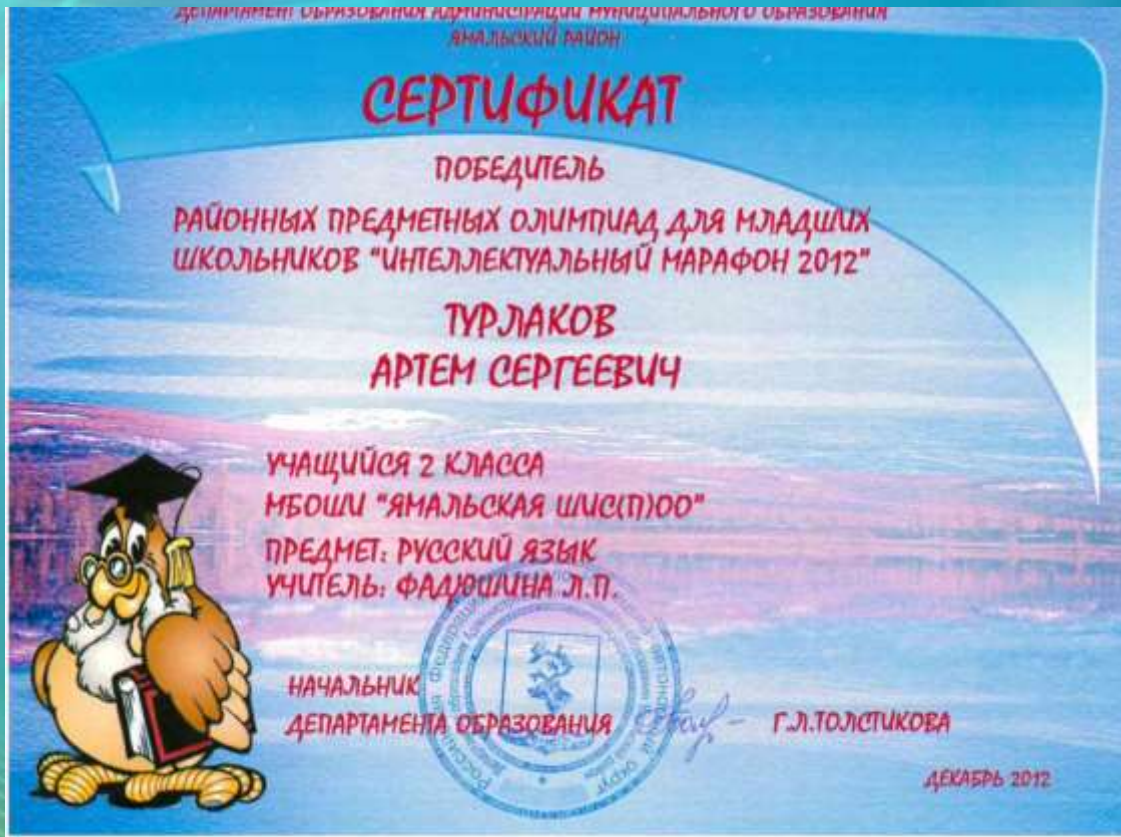 ДЕПАРТАМЕНТ ОБРАЗОВАНИЯ АДМИНИСТРАЦИИ МУНИЦИПАЛЬНОГО ОБРАЗОВАНИЯ
ЯМАЛЬСКИЙ РАЙОН
СЕРТИФИКАТ
ПОБЕДИТЕЛЬ
РАЙОННЫХ ПРЕДМЕТНЫХ ОЛИМПИАД ДЛЯ МЛАДШИХ
ШКОЛЬНИКОВ "ИНТЕЛЛЕКТУАЛЬНЫЙ МАРАФОН 2012"
ТУРЛАКОВ
АРТЕМ СЕРГЕЕВИЧ
УЧАЩИЙСЯ 2 КЛАССА
МБОШИ "ЯМАЛЬСКАЯ ШИС(П)ОО"
ПРЕДМЕТ: РУССКИЙ ЯЗЫК
УЧИТЕЛЬ: ФАДЮШИНА Л.П.
НАЧАЛЬНИК
ДЕПАРТАМЕНТА ОБРАЗОВАНИЯ Г.Л.ТОЛСТИКОВА
ДЕКАБРЬ 2012